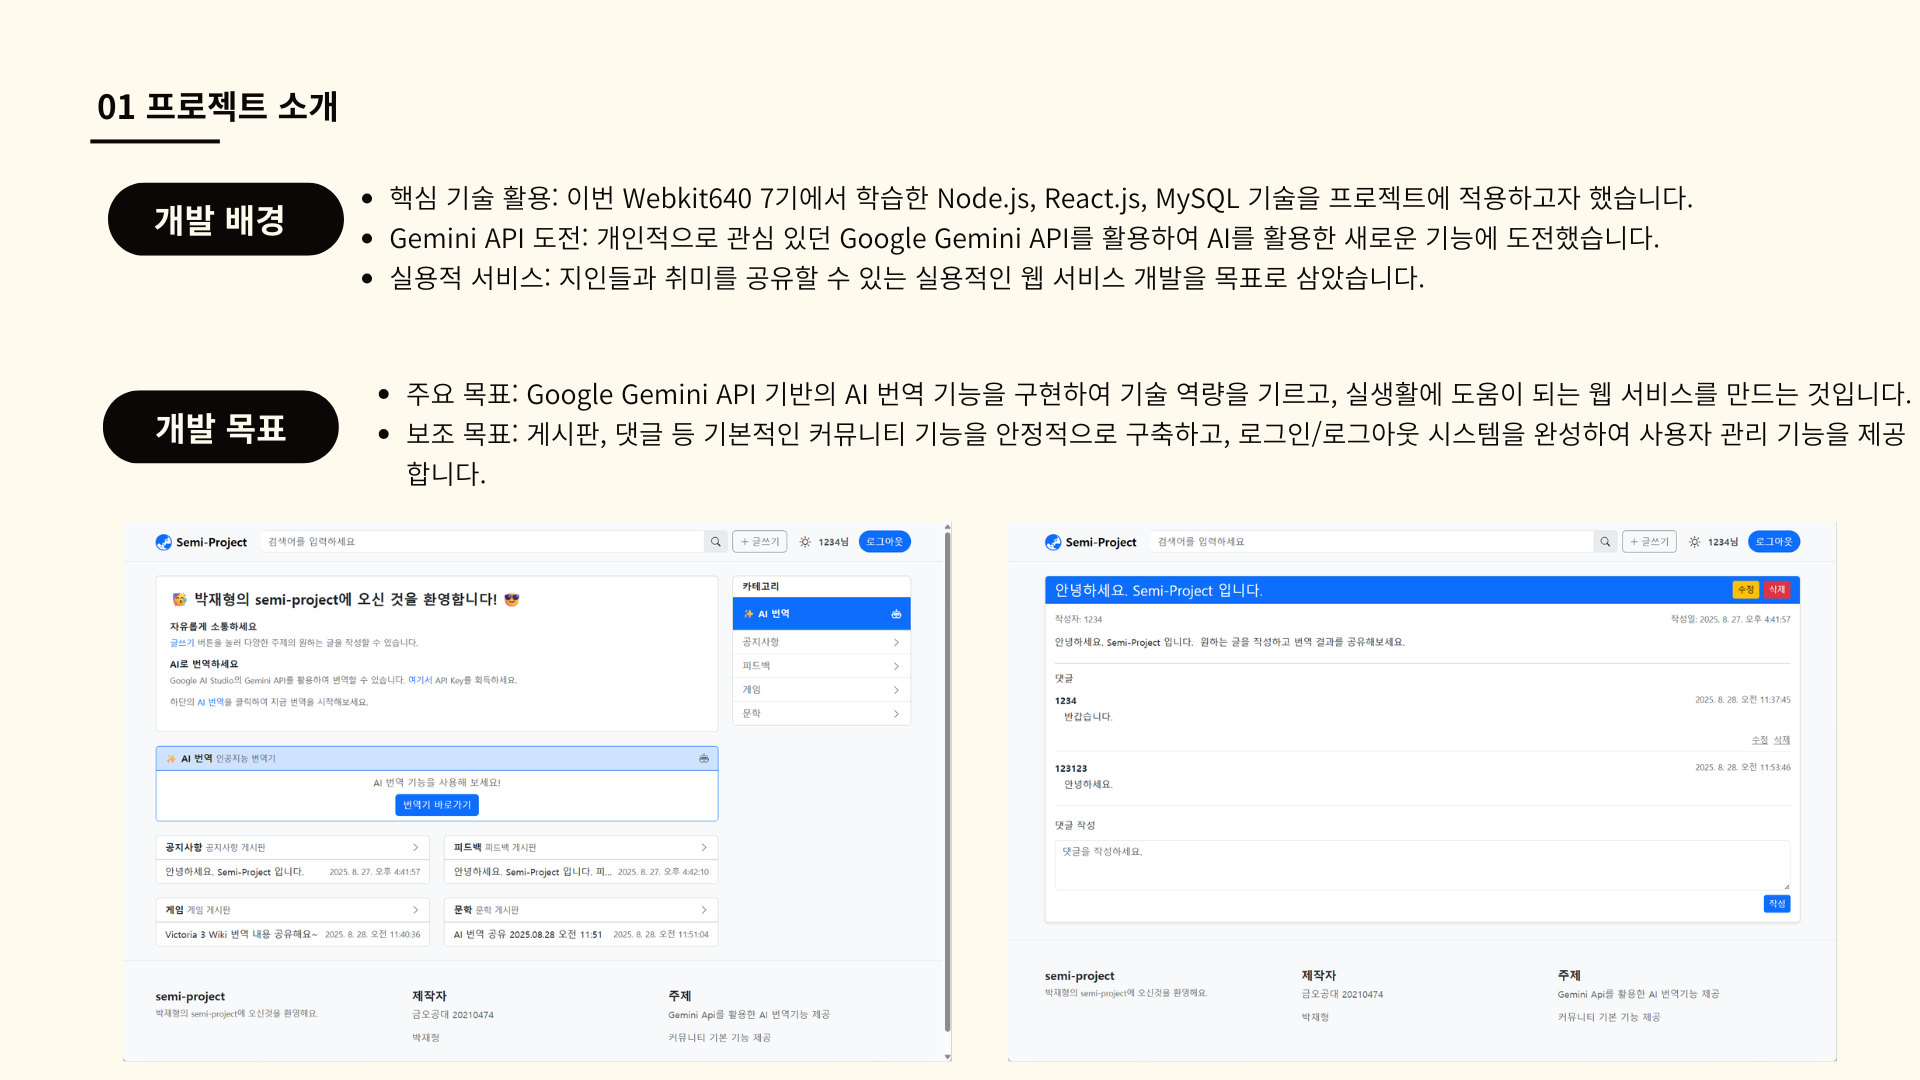 01 프로젝트 소개
개발 배경
• 핵심 기술 활용: 이번 Webkit640 7기에서 학습한 Node.js, React.js, MySQL 기술을 프로젝트에 적용하고자 했습니다.
• Gemini API 도전: 개인적으로 관심 있던 Google Gemini API를 활용하여 AI를 활용한 새로운 기능에 도전했습니다.
• 실용적 서비스: 지인들과 취미를 공유할 수 있는 실용적인 웹 서비스 개발을 목표로 삼았습니다.
개발 목표
• 주요 목표: Google Gemini API 기반의 AI 번역 기능을 구현하여 기술 역량을 기르고, 실생활에 도움이 되는 웹 서비스를 만드는 것입니다.
• 보조 목표: 게시판, 댓글 등 기본적인 커뮤니티 기능을 안정적으로 구축하고, 로그인/로그아웃 시스템을 완성하여 사용자 관리 기능을 제공
합니다.
Semi-Project 검색어를 입력하세요 + 글쓰기 1234님 로그아웃
🥳 박재형의 semi-project에 오신 것을 환영합니다! 😎
자유롭게 소통하세요
글쓰기 버튼을 눌러 다양한 주제의 원하는 글을 작성할 수 있습니다.
AI로 번역하세요
Google AI Studio의 Gemini API를 활용하여 번역할 수 있습니다. 여기서 API Key를 획득하세요.
하단의 AI 번역을 클릭하여 지금 번역을 시작해보세요.
카테고리
✨ AI 번역
공지사항
피드백
게임
문학
✨ AI 번역 인공지능 번역기
AI 번역 기능을 사용해 보세요!
번역기 바로가기
공지사항 공지사항 게시판
안녕하세요. Semi-Project 입니다. 2025. 8. 27. 오후 4:41:57
피드백 피드백 게시판
안녕하세요. Semi-Project 입니다. 피... 2025. 8. 27. 오후 4:42:10
게임 게임 게시판
Victoria 3 Wiki 번역 내용 공유해요~ 2025. 8. 28. 오전 11:40:36
문학 문학 게시판
AI 번역 공유 2025.08.28 오전 11:51 2025. 8. 28. 오전 11:51:04
semi-project
박재형의 semi-project에 오신것을 환영해요.
제작자
금오공대 20210474
박재형
주제
Gemini Api를 활용한 AI 번역기능 제공
커뮤니티 기본 기능 제공
Semi-Project 검색어를 입력하세요 + 글쓰기 1234님 로그아웃
안녕하세요. Semi-Project 입니다. 수정 삭제
작성자: 1234 작성일: 2025. 8. 27. 오후 4:41:57
안녕하세요. Semi-Project 입니다. 원하는 글을 작성하고 번역 결과를 공유해보세요.
댓글
1234 2025. 8. 28. 오전 11:37:45
반갑습니다.
수정 삭제
123123 2025. 8. 28. 오전 11:53:46
안녕하세요.
댓글 작성
댓글을 작성하세요.
작성
semi-project
박재형의 semi-project에 오신것을 환영해요.
제작자
금오공대 20210474
박재형
주제
Gemini Api를 활용한 AI 번역기능 제공
커뮤니티 기본 기능 제공